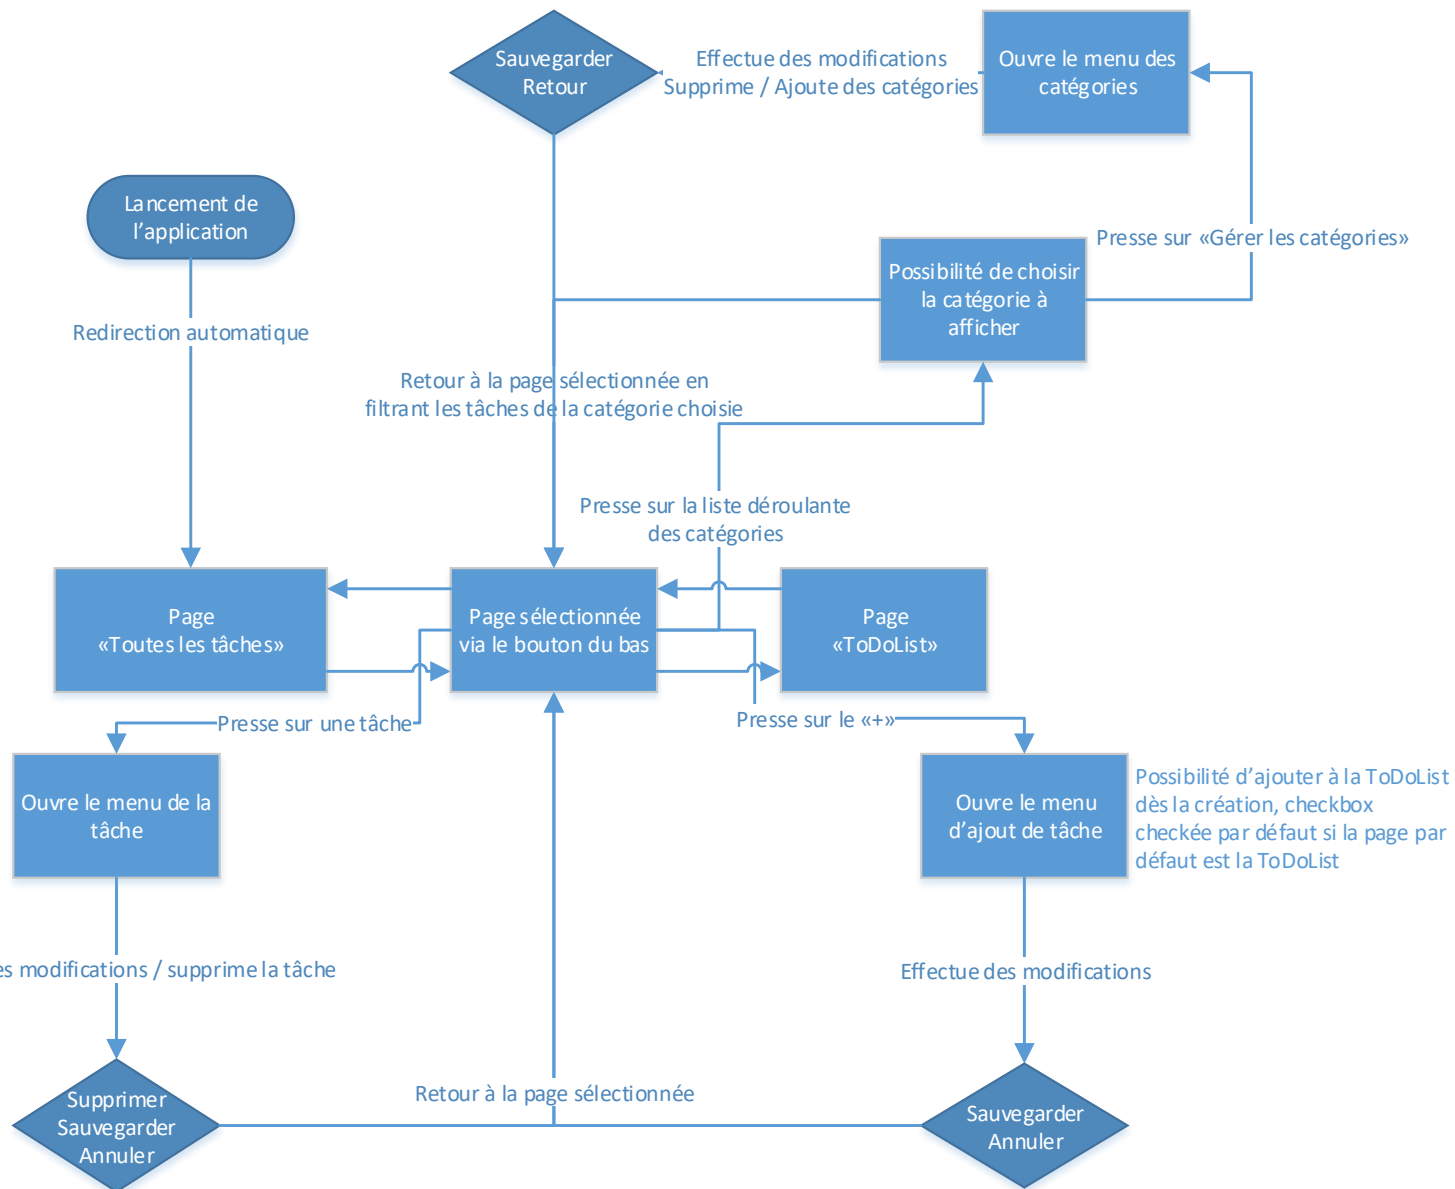 Sauvegarder
Retour
Effectue des modifications
Supprime / Ajoute des catégories
Ouvre le menu des
catégories
Lancement de
l’application
Presse sur «Gérer les catégories»
Possibilité de choisir
la catégorie à
afficher
Redirection automatique
Retour à la page sélectionnée en
filtrant les tâches de la catégorie choisie
Presse sur la liste déroulante
des catégories
Page
«Toutes les tâches»
Page sélectionnée
via le bouton du bas
Page
«ToDoList»
Presse sur une tâche
Presse sur le «+»
Ouvre le menu de la
tâche
Ouvre le menu
d’ajout de tâche
Possibilité d’ajouter à la ToDoList
dès la création, checkbox
checkée par défaut si la page par
défaut est la ToDoList
modifications / supprime la tâche
Effectue des modifications
Supprimer
Sauvegarder
Annuler
Retour à la page sélectionnée
Sauvegarder
Annuler